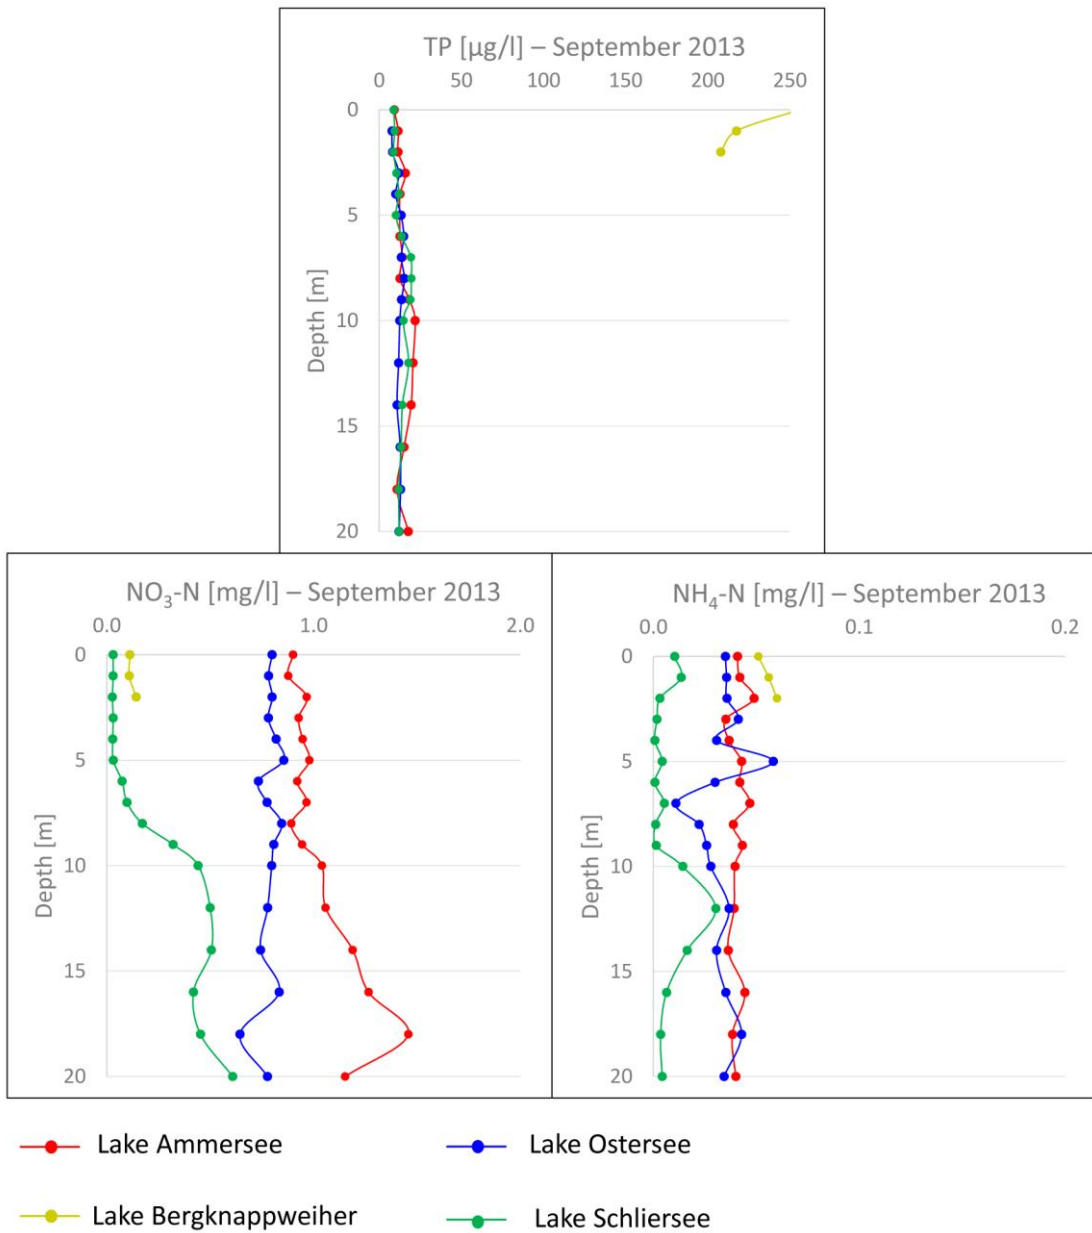 TP [µg/l] – September 2013
0 50 100 150 200 250
0
5
Depth [m]
10
15
20
NO₃-N [mg/l] – September 2013
0.0 1.0 2.0
0
5
Depth [m]
10
15
20
NH₄-N [mg/l] – September 2013
0.0 0.1 0.2
0
5
Depth [m]
10
15
20
Lake Ammersee
Lake Ostersee
Lake Bergknappweiher
Lake Schliersee